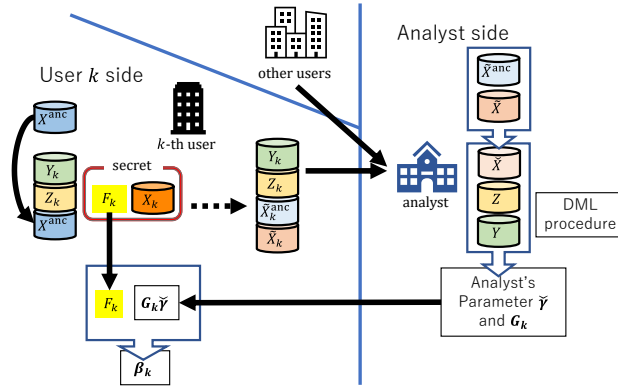 Analyst side
other users
User k side
k-th user
X^anc
secret
Y_k
Z_k
X^anc
F_k
X_k
Y_k
Z_k
X̃_k^anc
X̃_k
analyst
X̃^anc
X̃
X̌
Z
Y
DML
procedure
F_k
G_kγ̌
Analyst's
Parameter γ̌
and G_k
β_k